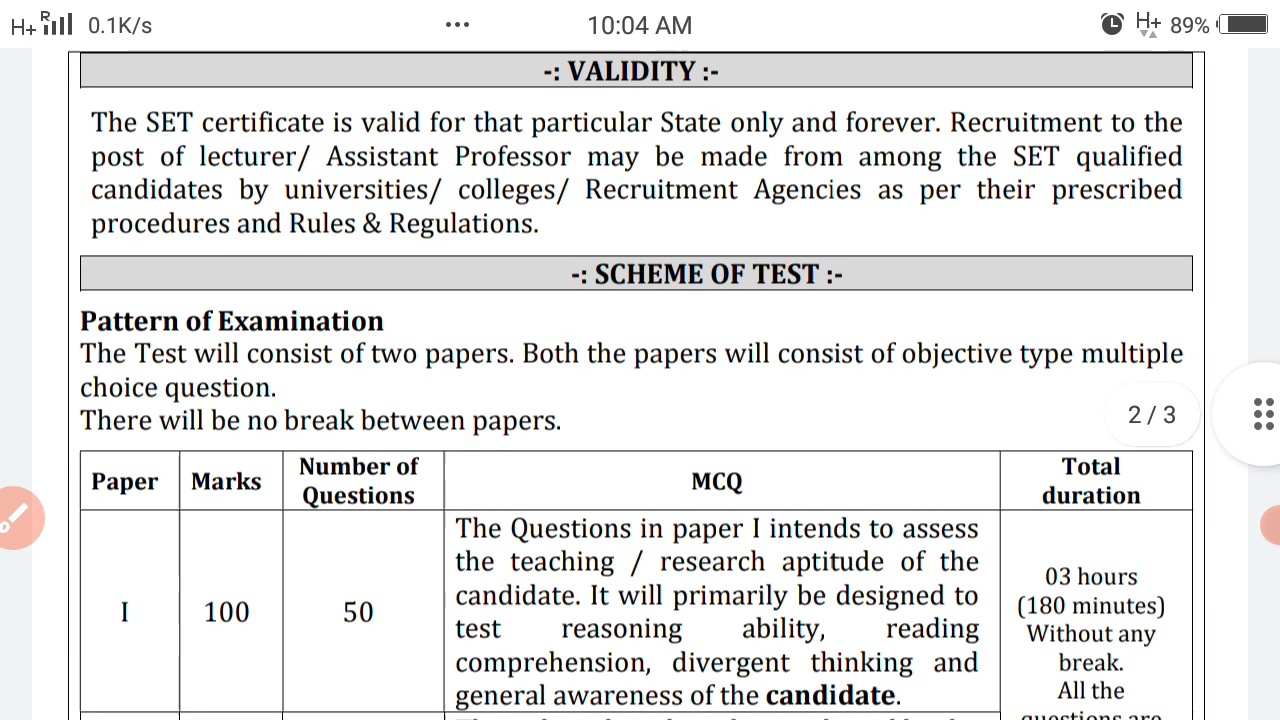 H+ R 0.1K/s ... 10:04 AM H+ 89%
-: VALIDITY :-
The SET certificate is valid for that particular State only and forever. Recruitment to the
post of lecturer/ Assistant Professor may be made from among the SET qualified
candidates by universities/ colleges/ Recruitment Agencies as per their prescribed
procedures and Rules & Regulations.
-: SCHEME OF TEST :-
Pattern of Examination
The Test will consist of two papers. Both the papers will consist of objective type multiple
choice question.
There will be no break between papers.
2 / 3
Paper Marks Number of Questions MCQ Total duration
I 100 50
The Questions in paper I intends to assess
the teaching / research aptitude of the
candidate. It will primarily be designed to
test reasoning ability, reading
comprehension, divergent thinking and
general awareness of the candidate.
03 hours
(180 minutes)
Without any
break.
All the
questions are